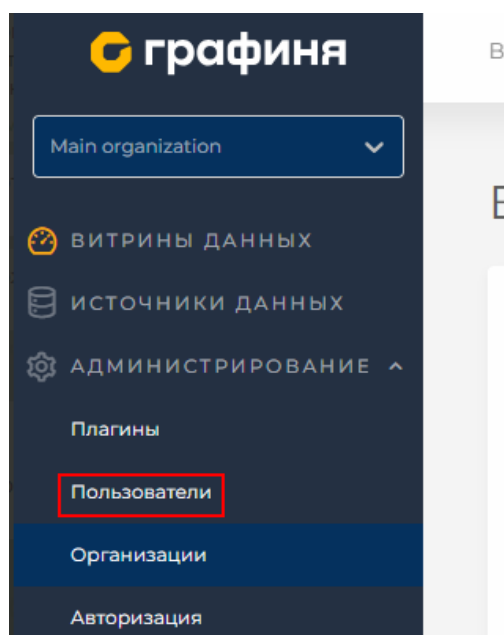 графиня
Main organization
ВИТРИНЫ ДАННЫХ
ИСТОЧНИКИ ДАННЫХ
АДМИНИСТРИРОВАНИЕ
Плагины
Пользователи
Организации
Авторизация